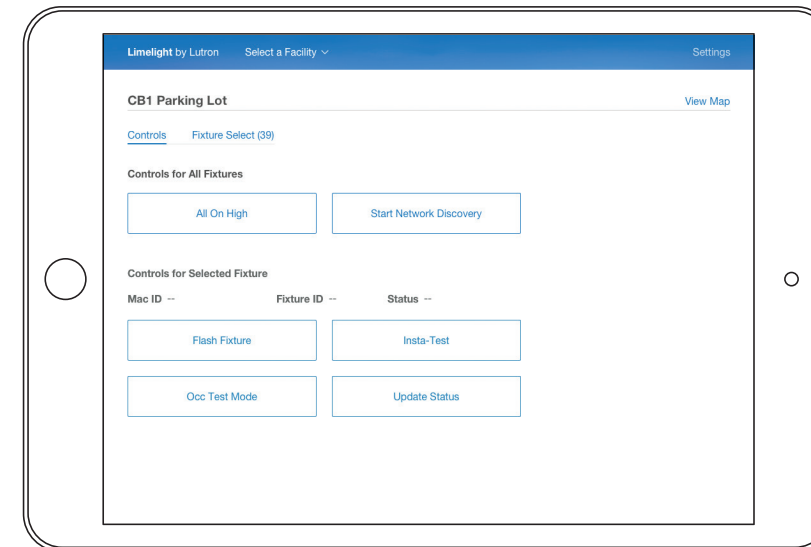 Limelight by Lutron Select a Facility Settings
CB1 Parking Lot View Map
Controls Fixture Select (39)
Controls for All Fixtures
All On High Start Network Discovery
Controls for Selected Fixture
Mac ID -- Fixture ID -- Status --
Flash Fixture Insta-Test
Occ Test Mode Update Status